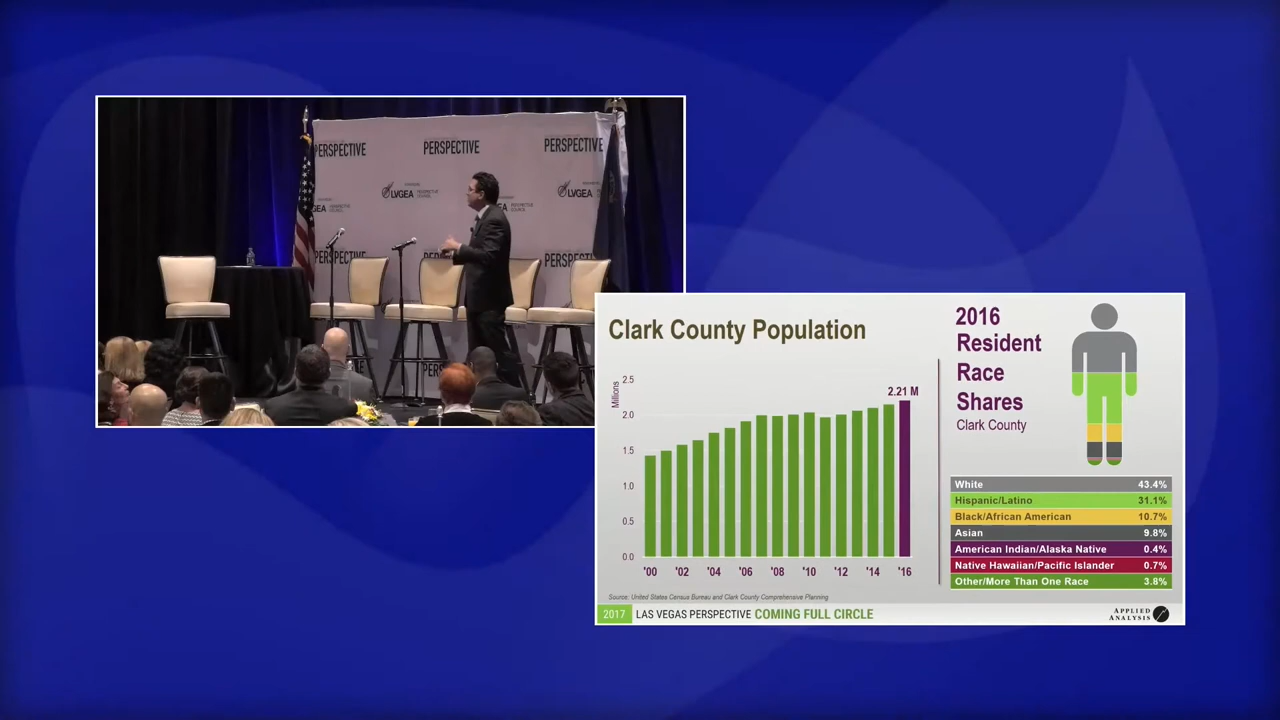 PERSPECTIVE
PERSPECTIVE
PERSPECTIVE
LVGEA
PERSPECTIVE
COUNCIL
LVGEA
GEA
PERSPECTIVE
COUNCIL
PERSPECTIVE
Clark County Population
Millions
2.5
2.0
1.5
1.0
0.5
0.0
2.21 M
'00 '02 '04 '06 '08 '10 '12 '14 '16
Source: United States Census Bureau and Clark County Comprehensive Planning.
2016
Resident
Race
Shares
Clark County
White 43.4%
Hispanic/Latino 31.1%
Black/African American 10.7%
Asian 9.8%
American Indian/Alaska Native 0.4%
Native Hawaiian/Pacific Islander 0.7%
Other/More Than One Race 3.8%
2017 LAS VEGAS PERSPECTIVE COMING FULL CIRCLE
APPLIED
ANALYSIS